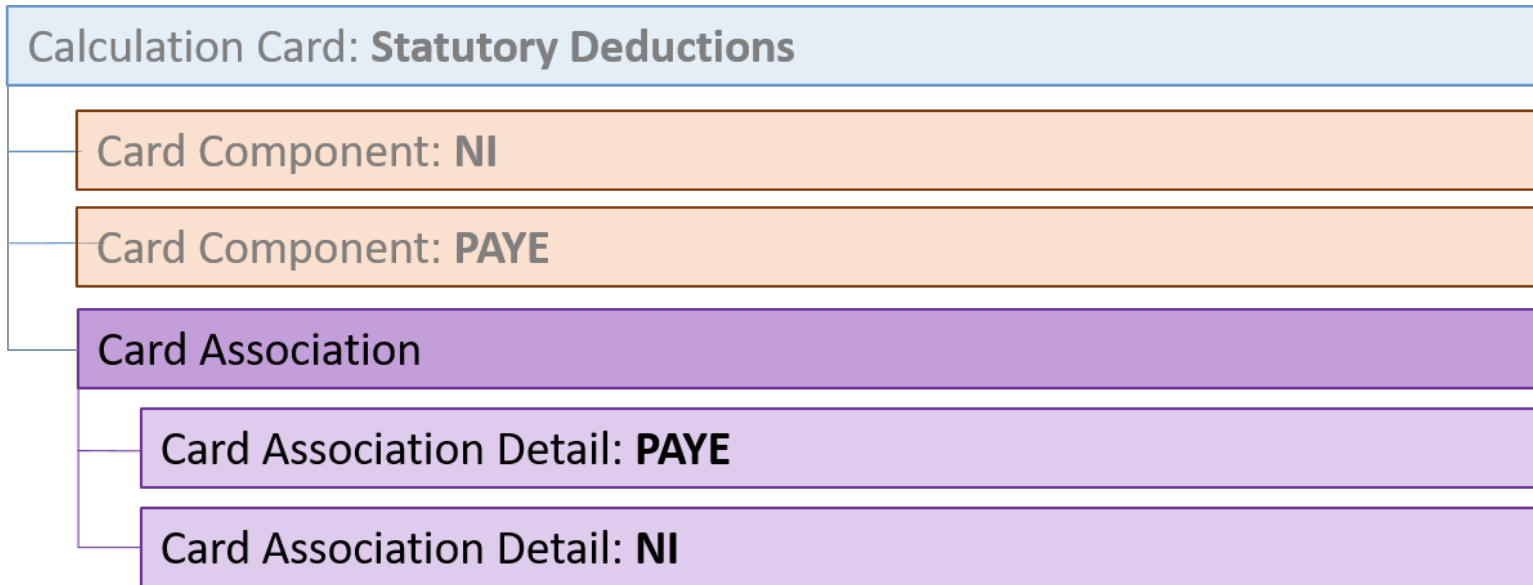 Calculation Card: Statutory Deductions
Card Component: NI
Card Component: PAYE
Card Association
Card Association Detail: PAYE
Card Association Detail: NI